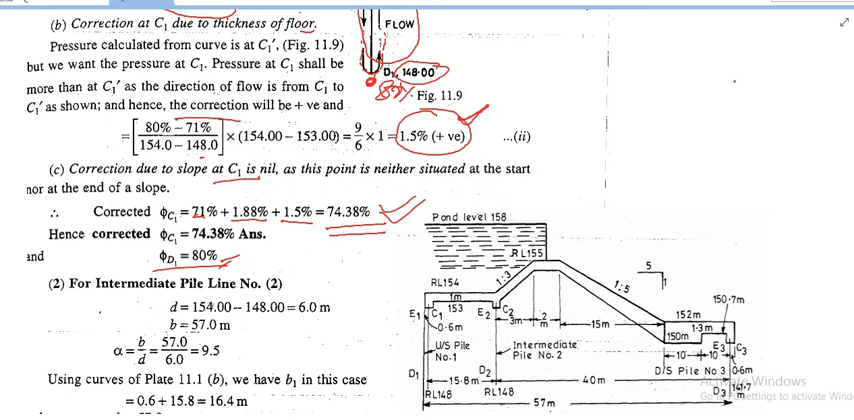 (b) Correction at C₁ due to thickness of floor.
Pressure calculated from curve is at C₁′, (Fig. 11.9)
but we want the pressure at C₁. Pressure at C₁ shall be
more than at C₁′ as the direction of flow is from C₁ to
C₁′ as shown; and hence, the correction will be + ve and
= [80% − 71% / 154.0 − 148.0] × (154.00 − 153.00) = 9/6 × 1 = 1.5% (+ ve) ...(ii)
(c) Correction due to slope at C₁ is nil, as this point is neither situated at the start
nor at the end of a slope.
∴ Corrected ϕC₁ = 71% + 1.88% + 1.5% = 74.38%
Hence corrected ϕC₁ = 74.38% Ans.
and ϕD₁ = 80%
(2) For Intermediate Pile Line No. (2)
d = 154.00 − 148.00 = 6.0 m
b = 57.0 m
α = b/d = 57.0/6.0 = 9.5
Using curves of Plate 11.1 (b), we have b₁ in this case
= 0.6 + 15.8 = 16.4 m
FLOW
D₁, 148·00
Fig. 11.9
Pond level 158
RL155
RL154
1m
153
1:3
1:5
5
1
E₁
C₁
E₂
C₂
0·6m
3m
2
m
15m
152m
150·7m
150m
1·3m
10
10
E₃
C₃
0·6m
U/S Pile
No.1
Intermediate
Pile No. 2
D/S Pile No 3
D₁
D₂
D₃
15·8m
40m
RL148
RL148
141·7
m
57m
Windows
settings to activate Wind